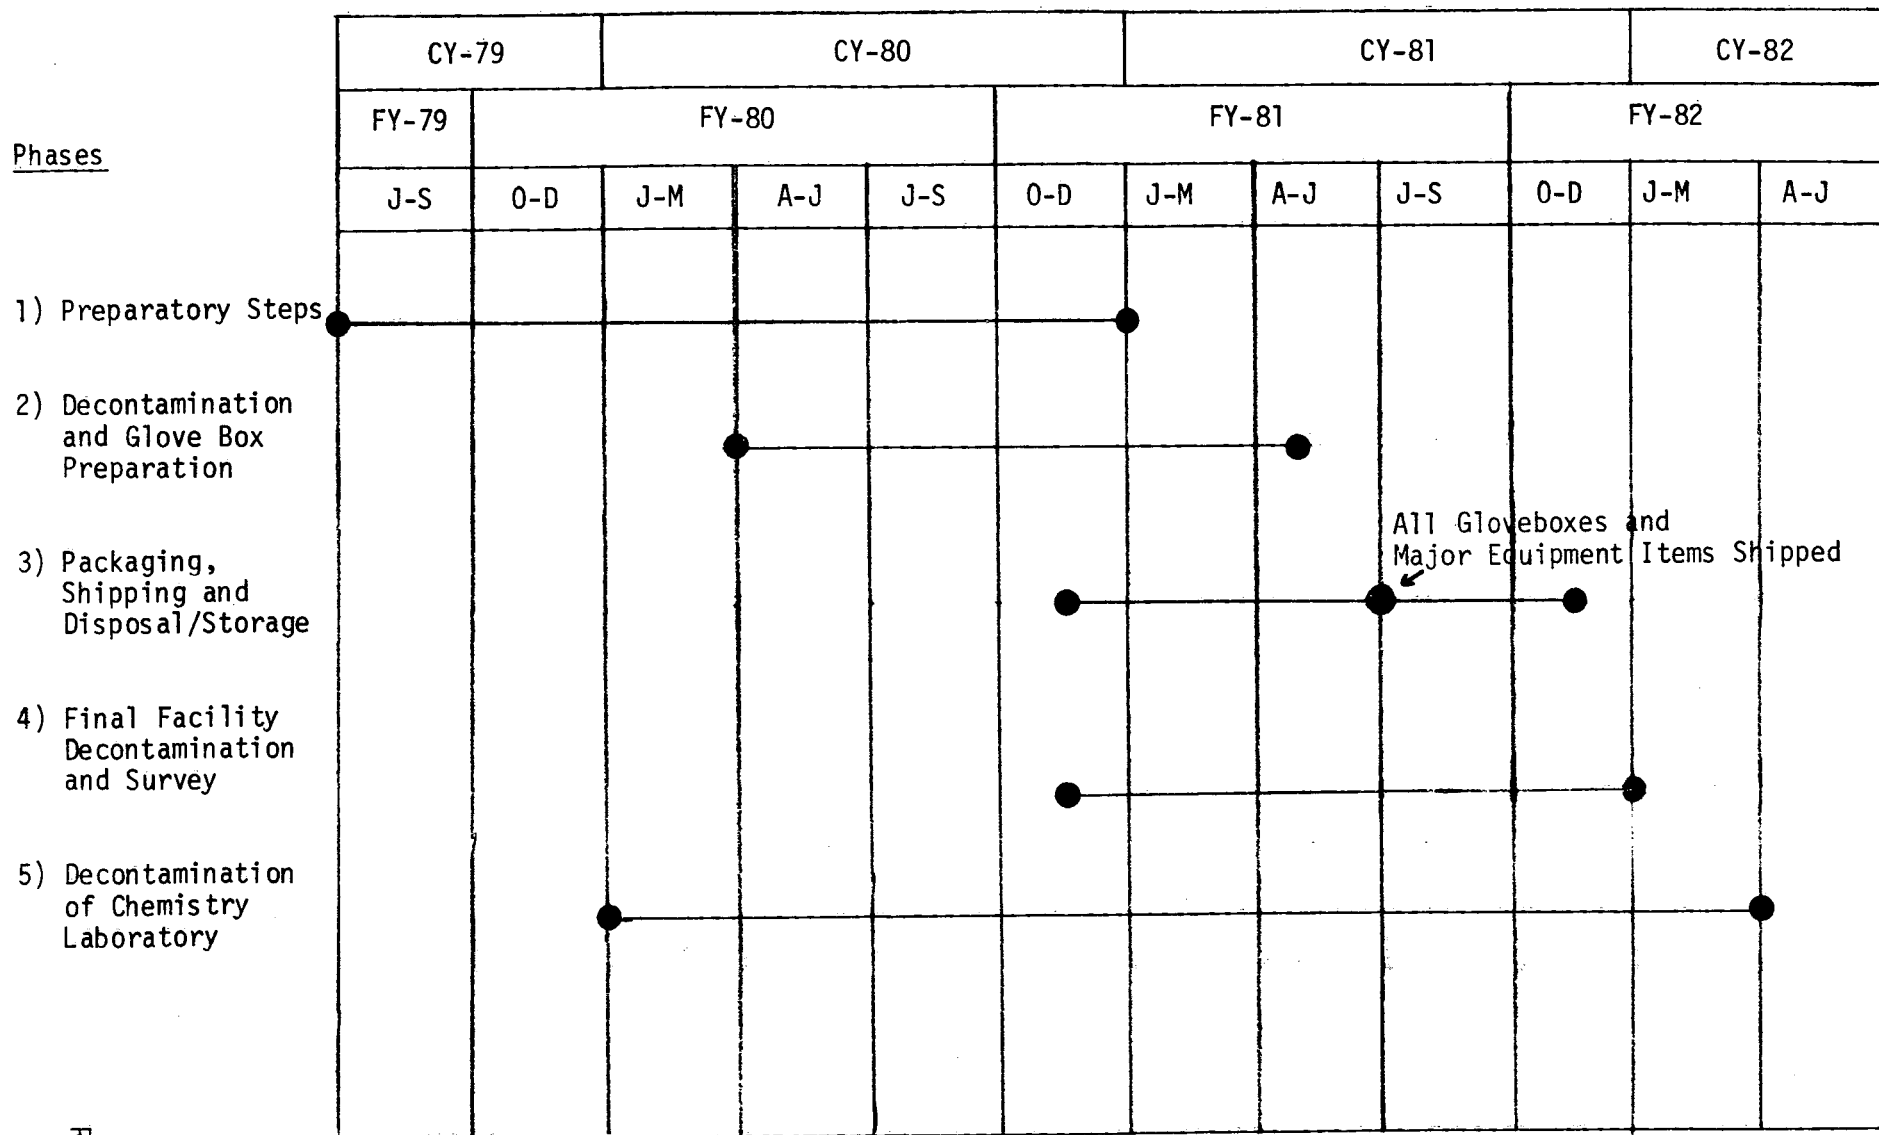 CY-79 CY-80 CY-81 CY-82
FY-79 FY-80 FY-81 FY-82
Phases
J-S O-D J-M A-J J-S O-D J-M A-J J-S O-D J-M A-J
1) Preparatory Steps
2) Decontamination
and Glove Box
Preparation
All Gloveboxes and
Major Equipment Items Shipped
3) Packaging,
Shipping and
Disposal/Storage
4) Final Facility
Decontamination
and Survey
5) Decontamination
of Chemistry
Laboratory